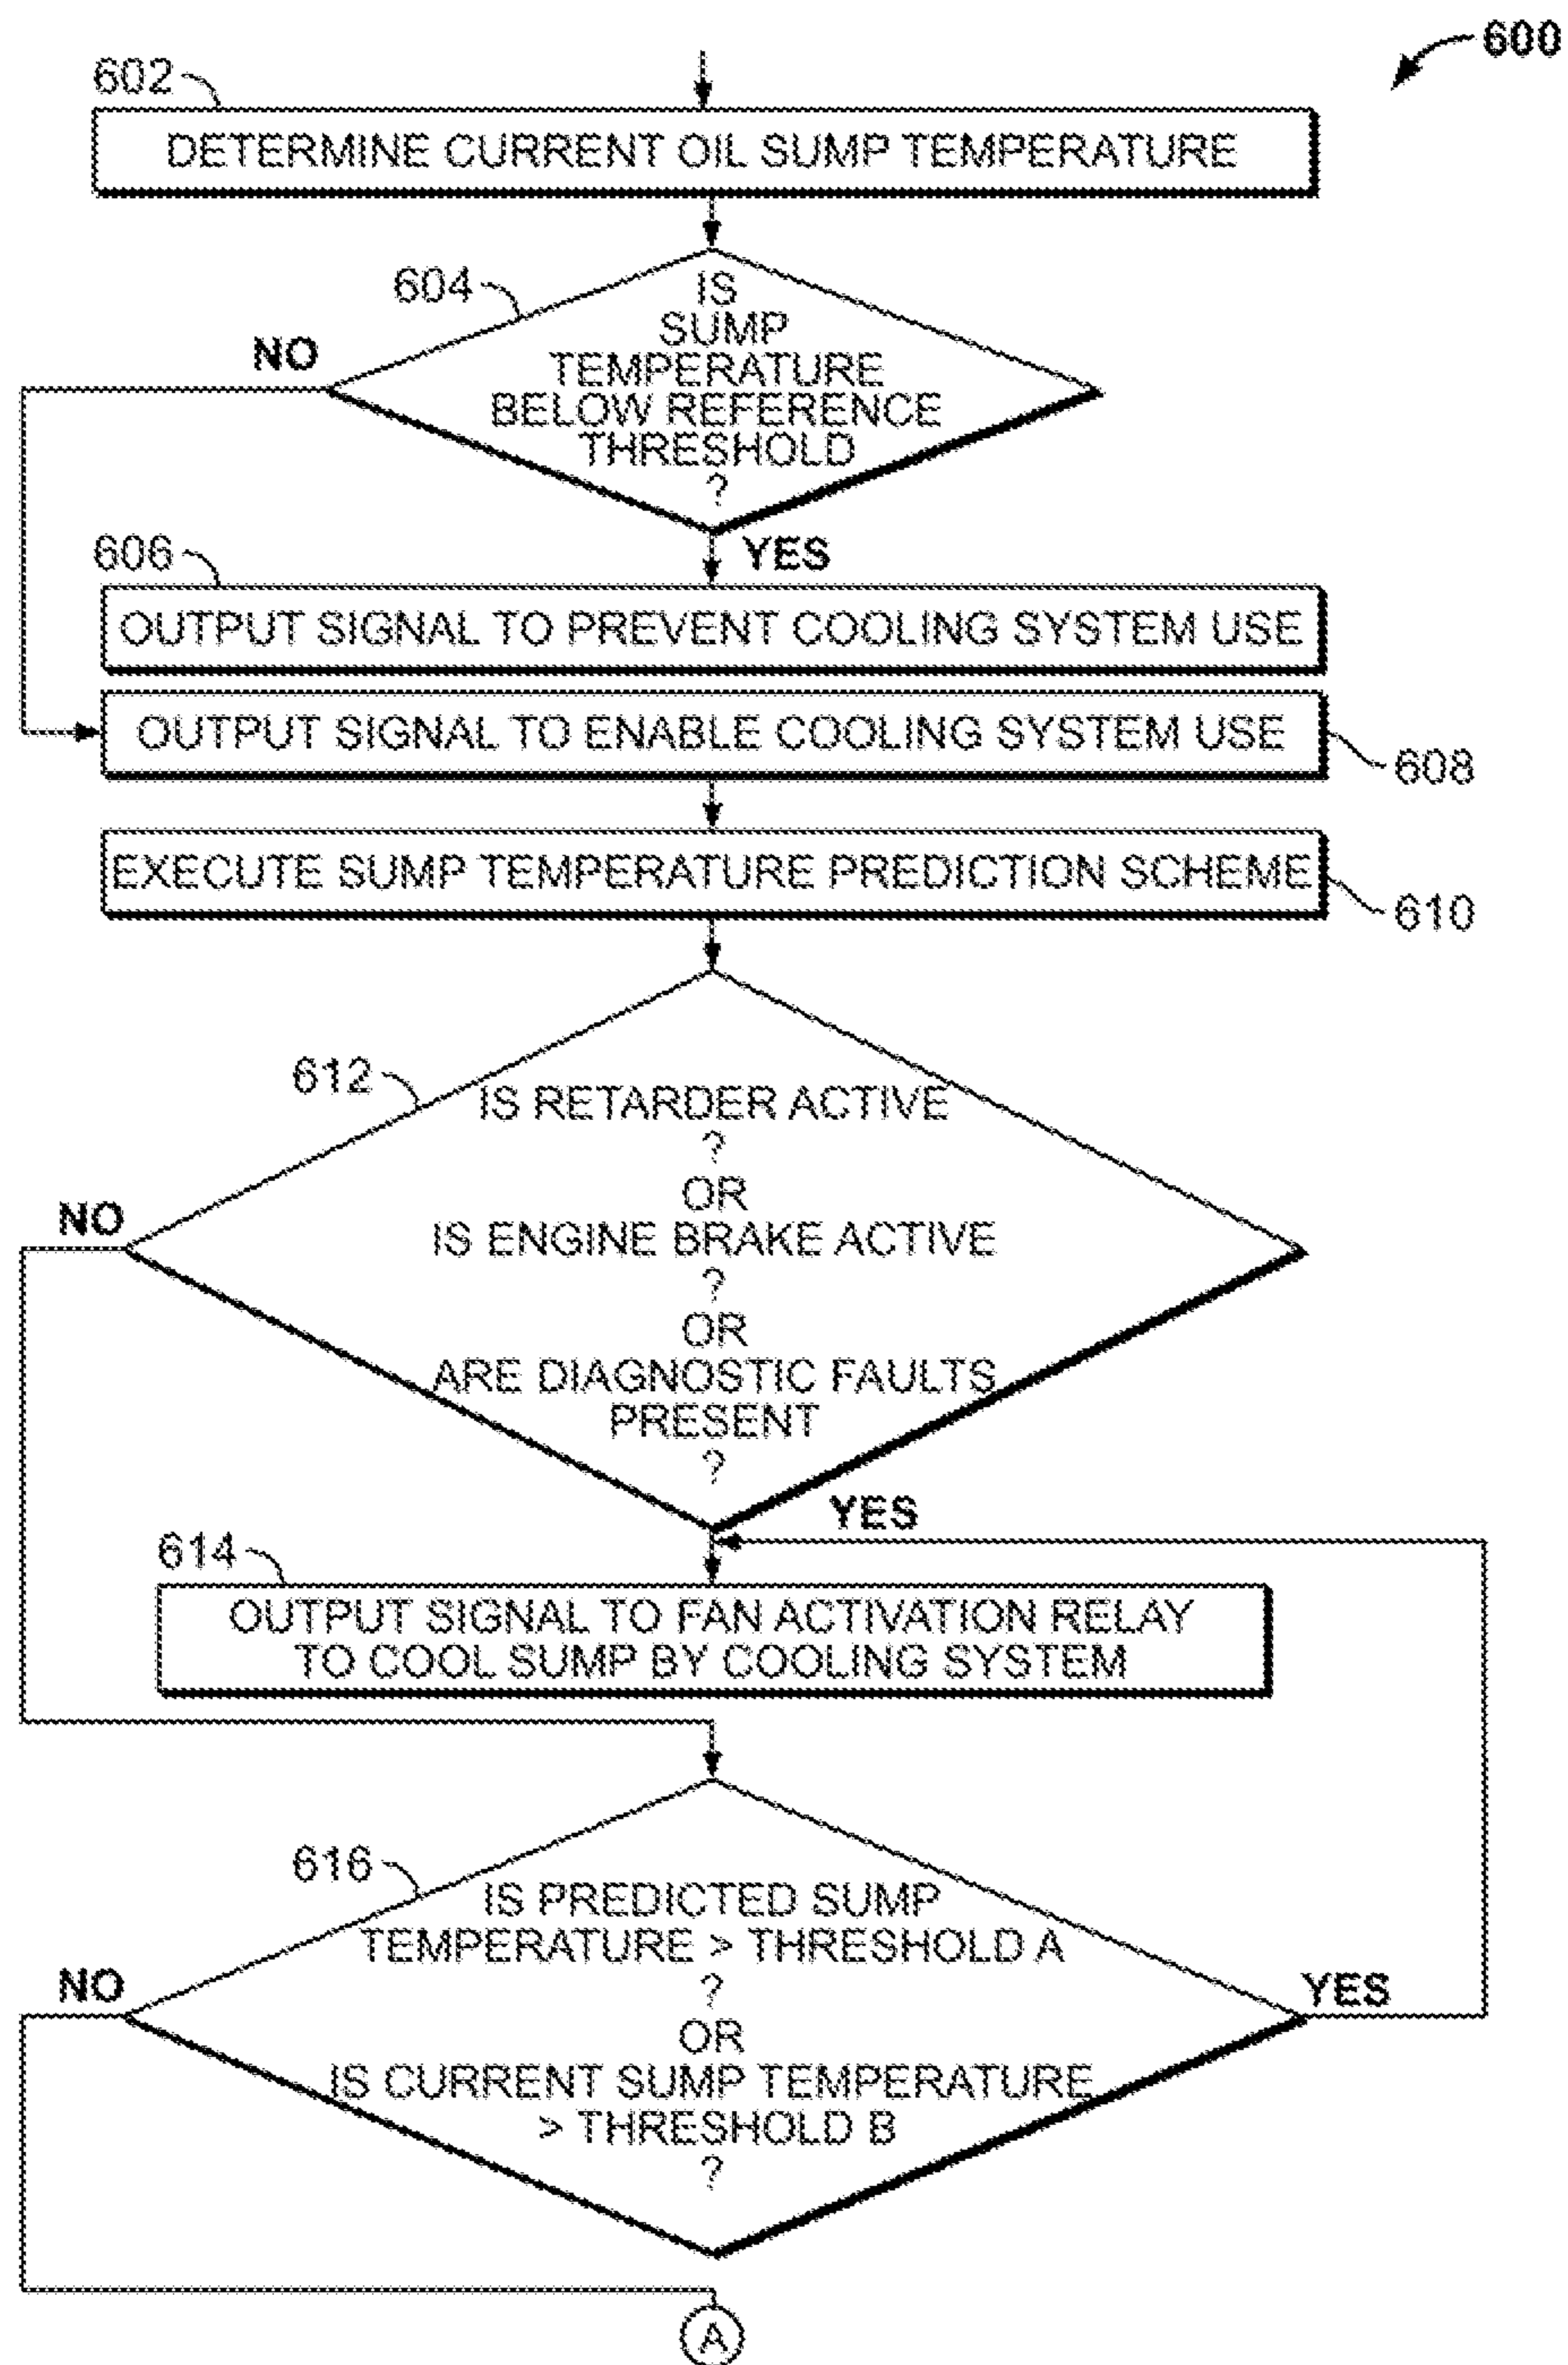 600
602
DETERMINE CURRENT OIL SUMP TEMPERATURE
604
IS
SUMP
TEMPERATURE
BELOW REFERENCE
THRESHOLD
?
NO
YES
606
OUTPUT SIGNAL TO PREVENT COOLING SYSTEM USE
OUTPUT SIGNAL TO ENABLE COOLING SYSTEM USE
608
EXECUTE SUMP TEMPERATURE PREDICTION SCHEME
610
612
IS RETARDER ACTIVE
?
OR
IS ENGINE BRAKE ACTIVE
?
OR
ARE DIAGNOSTIC FAULTS
PRESENT
?
NO
YES
614
OUTPUT SIGNAL TO FAN ACTIVATION RELAY
TO COOL SUMP BY COOLING SYSTEM
616
IS PREDICTED SUMP
TEMPERATURE > THRESHOLD A
?
OR
IS CURRENT SUMP TEMPERATURE
> THRESHOLD B
?
NO
YES
A